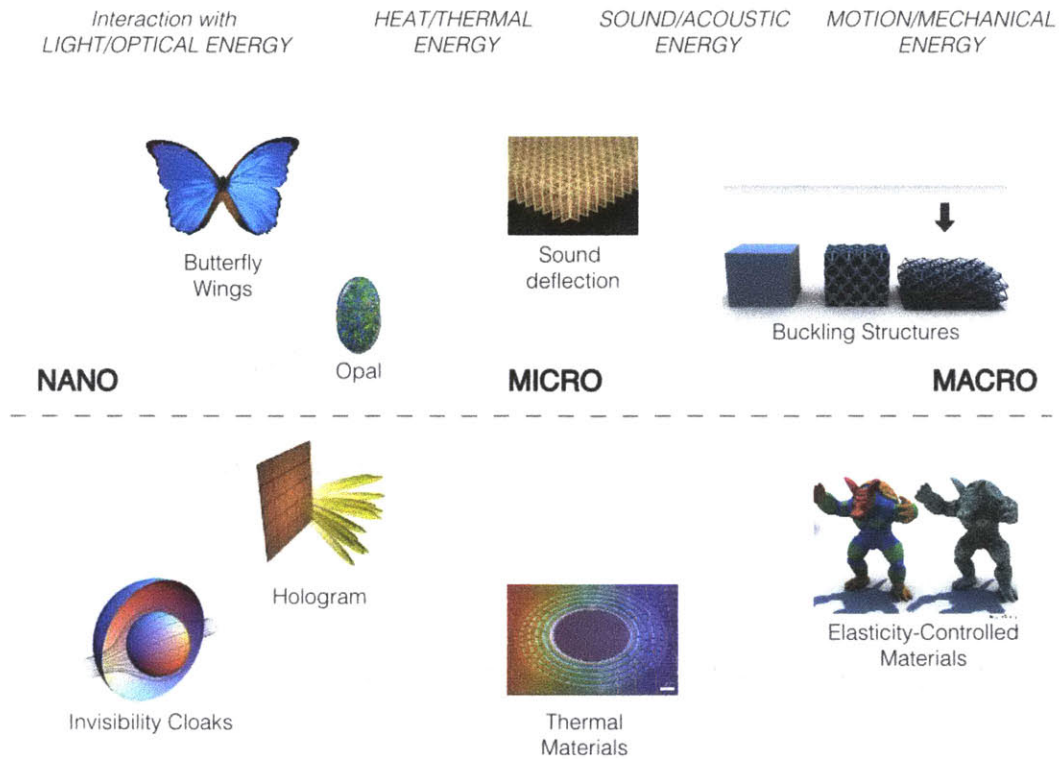 Interaction with
LIGHT/OPTICAL ENERGY
HEAT/THERMAL
ENERGY
SOUND/ACOUSTIC
ENERGY
MOTION/MECHANICAL
ENERGY
Butterfly
Wings
Sound
deflection
Opal
Buckling Structures
NANO
MICRO
MACRO
Hologram
Elasticity-Controlled
Materials
Invisibility Cloaks
Thermal
Materials